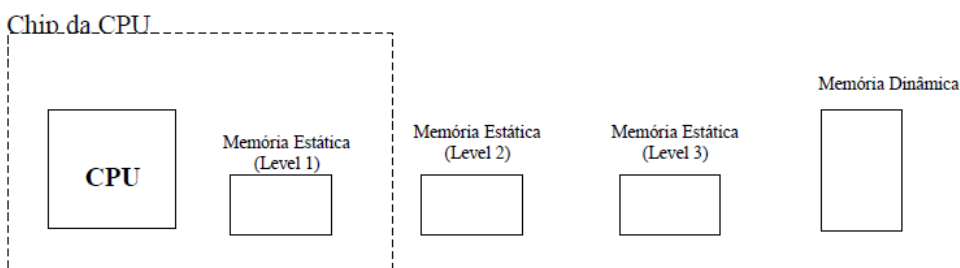 Chip da CPU
Memória Dinâmica
Memória Estática
(Level 1)
Memória Estática
(Level 2)
Memória Estática
(Level 3)
CPU